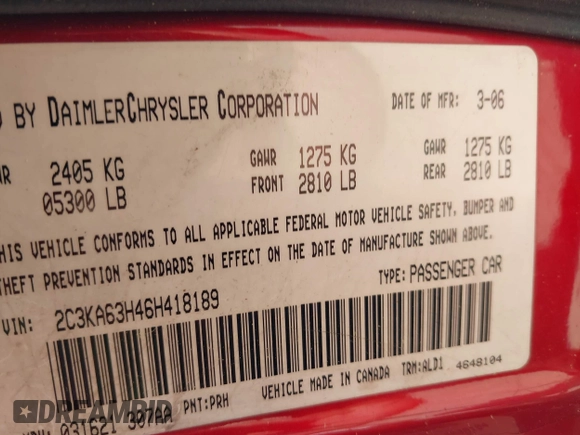 BY DAIMLERCHRYSLER CORPORATION DATE OF MFR: 3-06
2405 KG GAWR 1275 KG GAWR 1275 KG
05300 LB FRONT 2810 LB REAR 2810 LB
THIS VEHICLE CONFORMS TO ALL APPLICABLE FEDERAL MOTOR VEHICLE SAFETY, BUMPER AND
THEFT PREVENTION STANDARDS IN EFFECT ON THE DATE OF MANUFACTURE SHOWN ABOVE.
VIN: 2C3KA63H46H418189 TYPE: PASSENGER CAR
PNT:PRH VEHICLE MADE IN CANADA TRM:ALD1 4648104
EPICBID
DREAMBID.COM